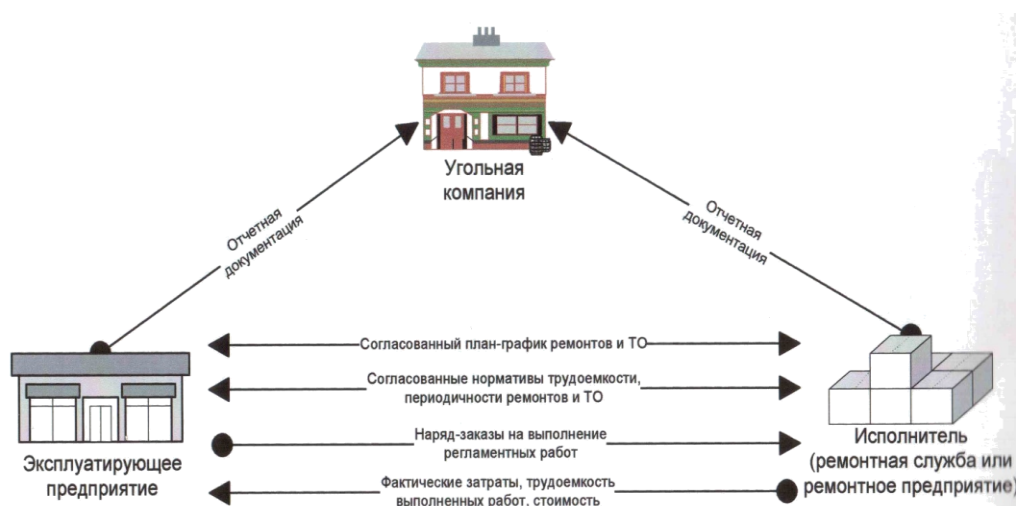 Угольная
компания
Отчетная
документация
Отчетная
документация
Согласованный план-график ремонтов и ТО
Согласованные нормативы трудоемкости,
периодичности ремонтов и ТО
Наряд-заказы на выполнение
регламентных работ
Фактические затраты, трудоемкость
выполненных работ, стоимость
Эксплуатирующее
предприятие
Исполнитель
(ремонтная служба или
ремонтное предприятие)